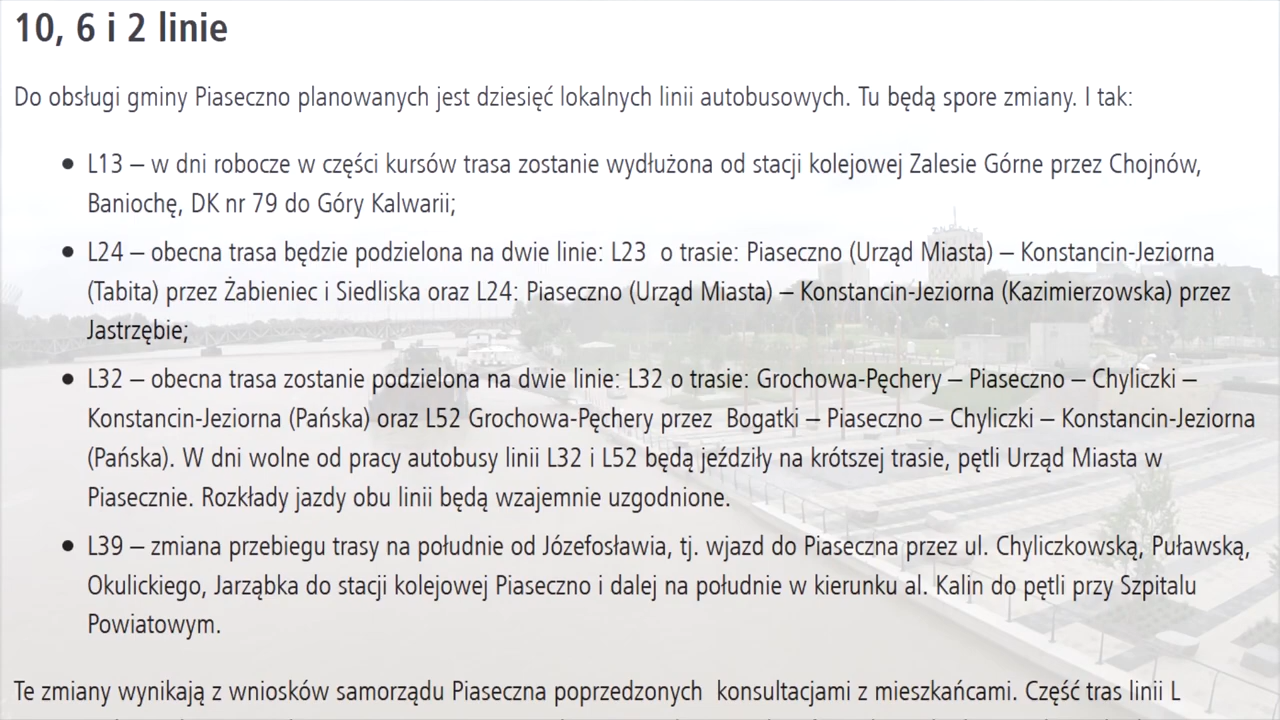 10, 6 i 2 linie
Do obsługi gminy Piaseczno planowanych jest dziesięć lokalnych linii autobusowych. Tu będą spore zmiany. I tak:
● L13 – w dni robocze w części kursów trasa zostanie wydłużona od stacji kolejowej Zalesie Górne przez Chojnów,
Baniochę, DK nr 79 do Góry Kalwarii;
● L24 – obecna trasa będzie podzielona na dwie linie: L23  o trasie: Piaseczno (Urząd Miasta) – Konstancin-Jeziorna
(Tabita) przez Żabieniec i Siedliska oraz L24: Piaseczno (Urząd Miasta) – Konstancin-Jeziorna (Kazimierzowska) przez
Jastrzębie;
● L32 – obecna trasa zostanie podzielona na dwie linie: L32 o trasie: Grochowa-Pęchery – Piaseczno – Chyliczki –
Konstancin-Jeziorna (Pańska) oraz L52 Grochowa-Pęchery przez  Bogatki – Piaseczno – Chyliczki – Konstancin-Jeziorna
(Pańska). W dni wolne od pracy autobusy linii L32 i L52 będą jeździły na krótszej trasie, pętli Urząd Miasta w
Piasecznie. Rozkłady jazdy obu linii będą wzajemnie uzgodnione.
● L39 – zmiana przebiegu trasy na południe od Józefosławia, tj. wjazd do Piaseczna przez ul. Chyliczkowską, Puławską,
Okulickiego, Jarząbka do stacji kolejowej Piaseczno i dalej na południe w kierunku al. Kalin do pętli przy Szpitalu
Powiatowym.
Te zmiany wynikają z wniosków samorządu Piaseczna poprzedzonych  konsultacjami z mieszkańcami. Część tras linii L